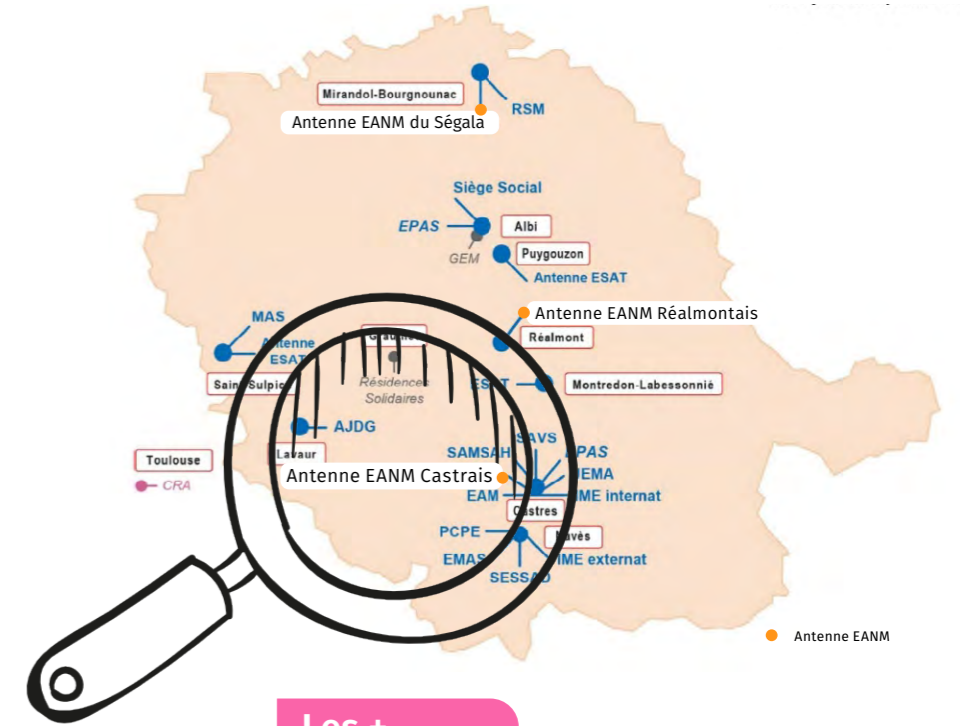 Mirandol-Bourgnounac
RSM
Antenne EANM du Ségala
Siège Social
EPAS
Albi
GEM
Puygouzon
Antenne ESAT
Antenne EANM Réalmontais
MAS
Réalmont
Antenne
ESAT
Résidences
Solidaires
ESAT
Montredon-Labessonnié
AJDG
SAVS
Lavaur
SAMSAH
EPAS
Toulouse
CRA
Antenne EANM Castrais
EAM
IME internat
Castres
PCPE
EMAS
IME externat
SESSAD
Antenne EANM
Les +